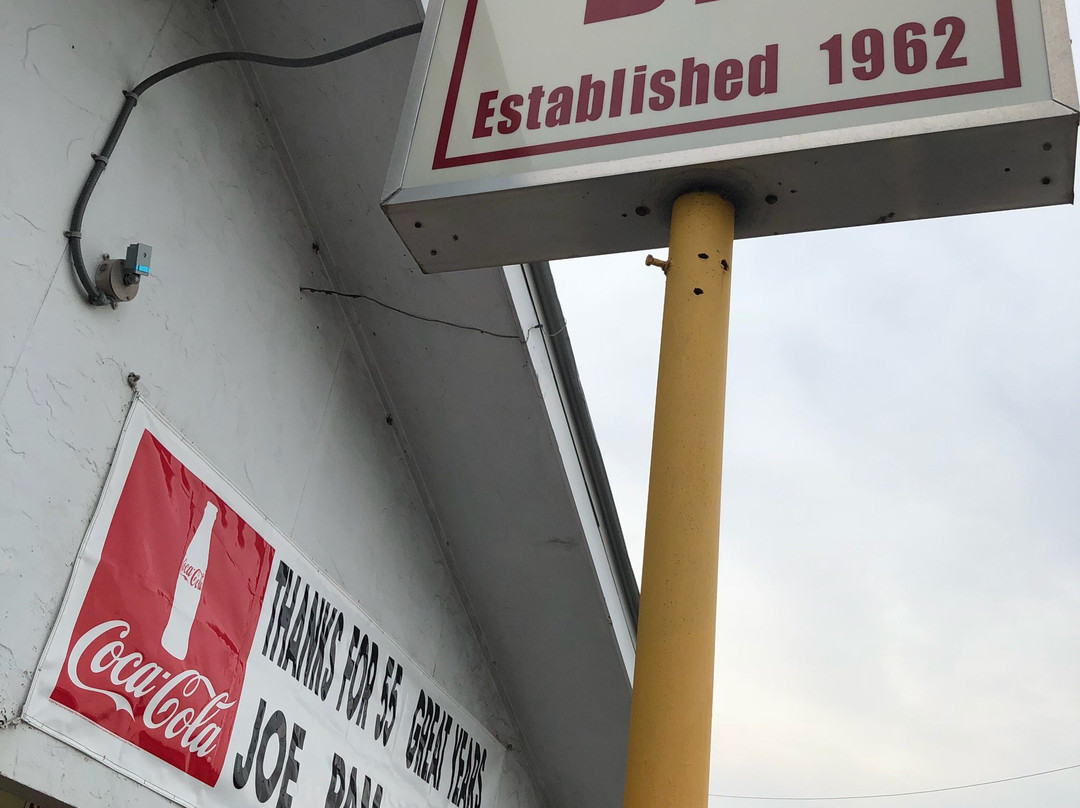 Established 1962
Coca-Cola
Coca-Cola
THANKS FOR 55 GREAT YEARS
JOE